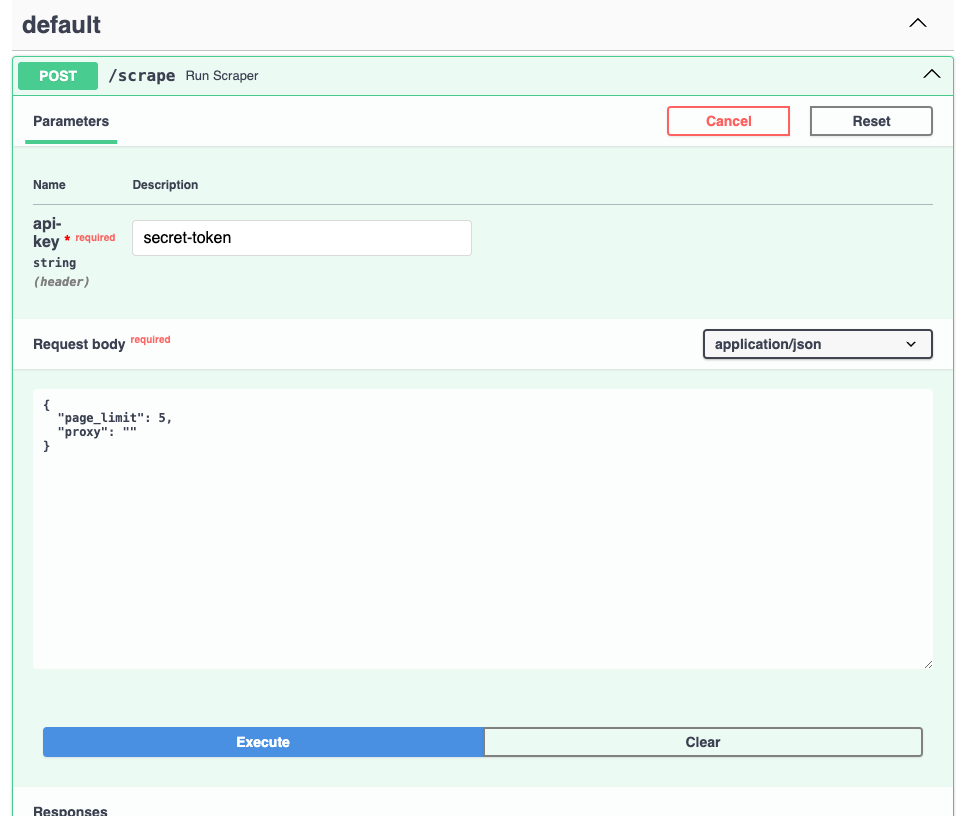 default
POST /scrape Run Scraper
Parameters
Cancel
Reset
Name Description
api-
key * required
secret-token
string
(header)
Request body required
application/json
{
  "page_limit": 5,
  "proxy": ""
}
Execute
Clear
Responses